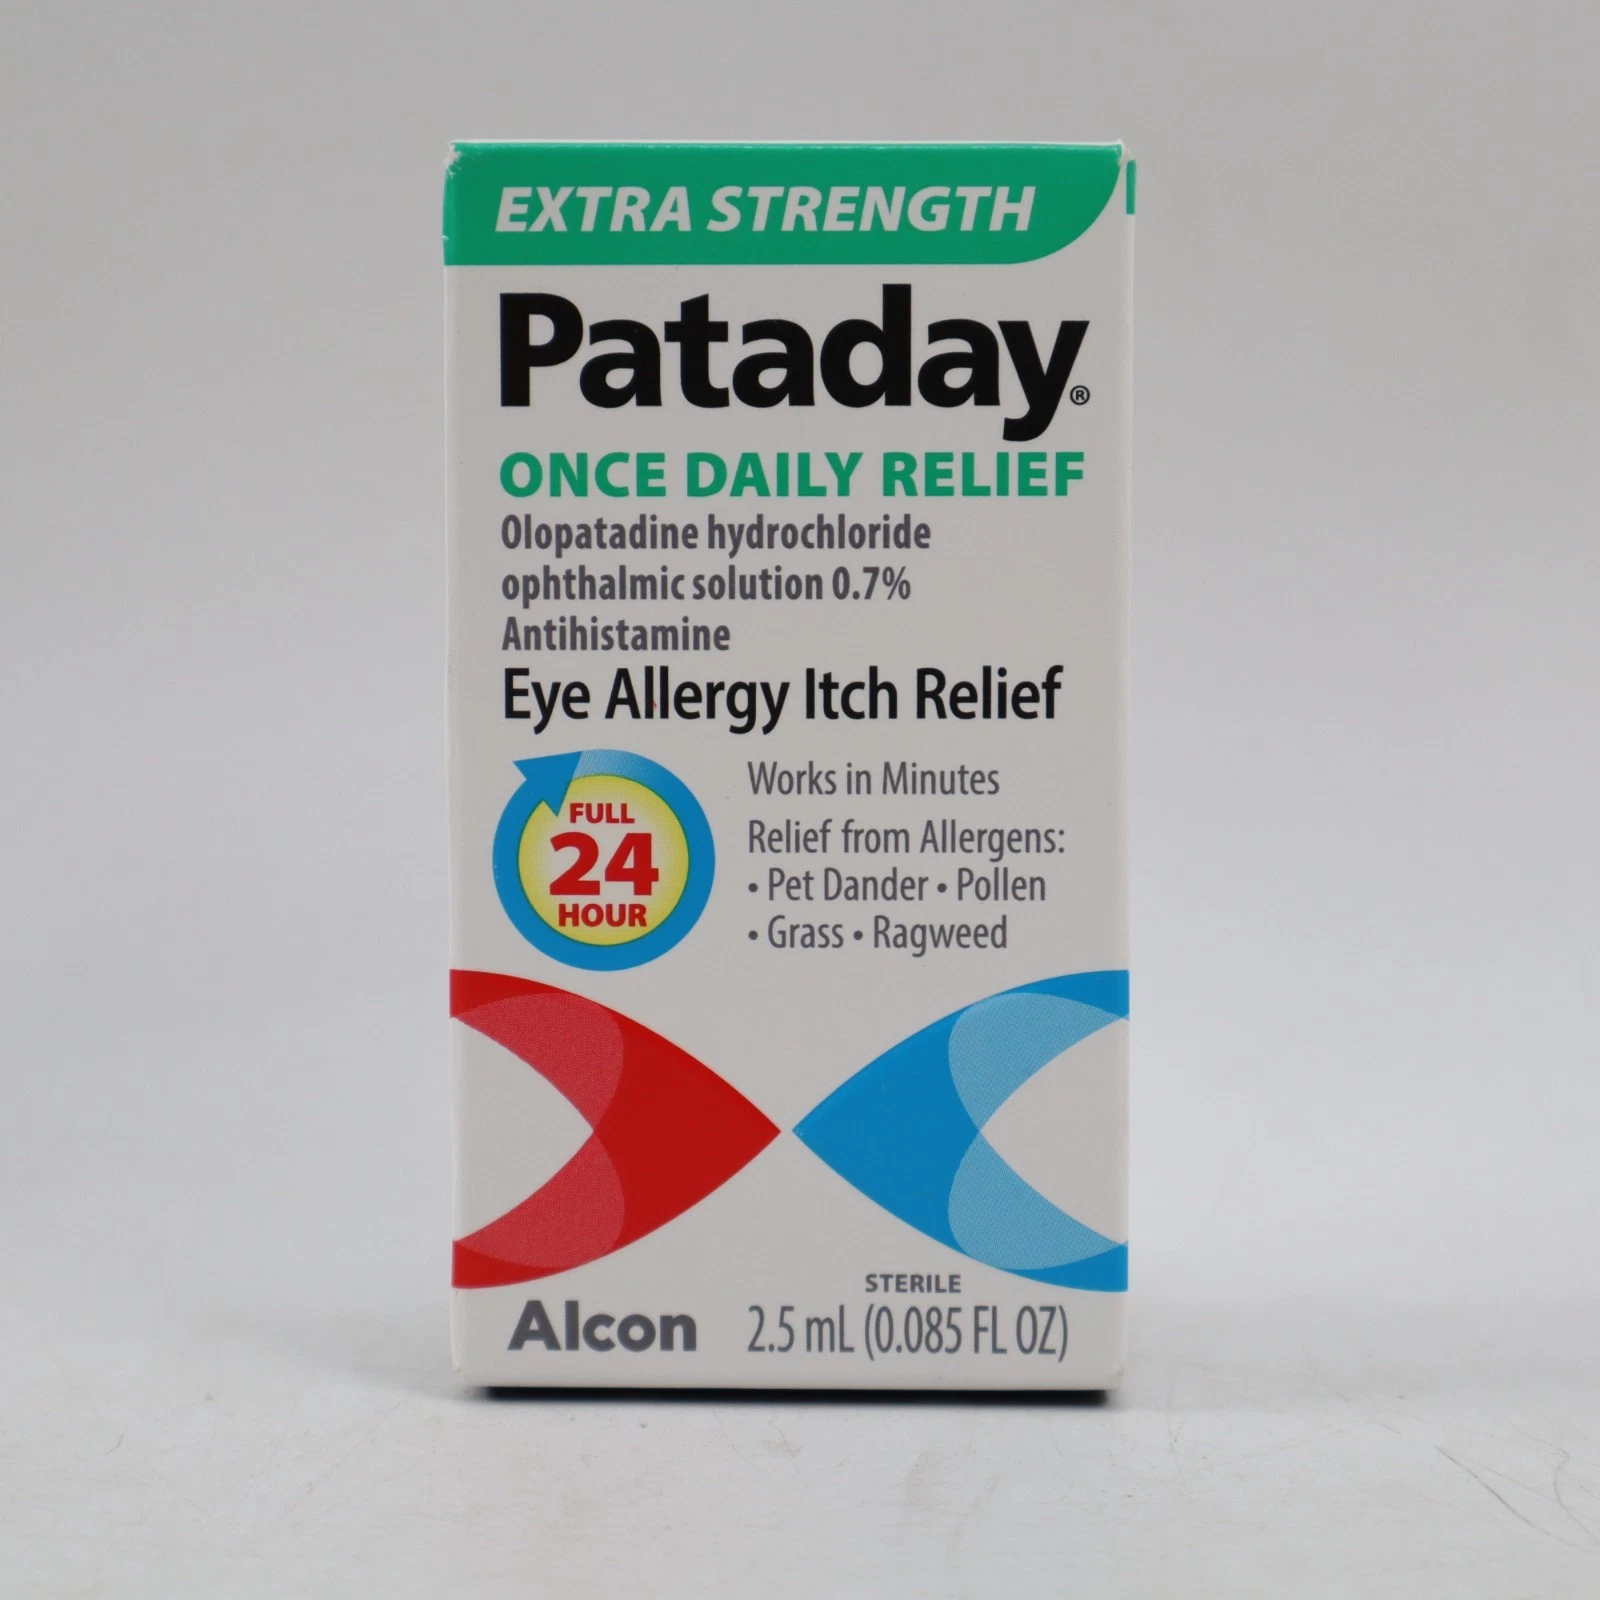 EXTRA STRENGTH
Pataday®
ONCE DAILY RELIEF
Olopatadine hydrochloride
ophthalmic solution 0.7%
Antihistamine
Eye Allergy Itch Relief
FULL
24
HOUR
Works in Minutes
Relief from Allergens:
• Pet Dander • Pollen
• Grass • Ragweed
Alcon
STERILE
2.5 mL (0.085 FL OZ)